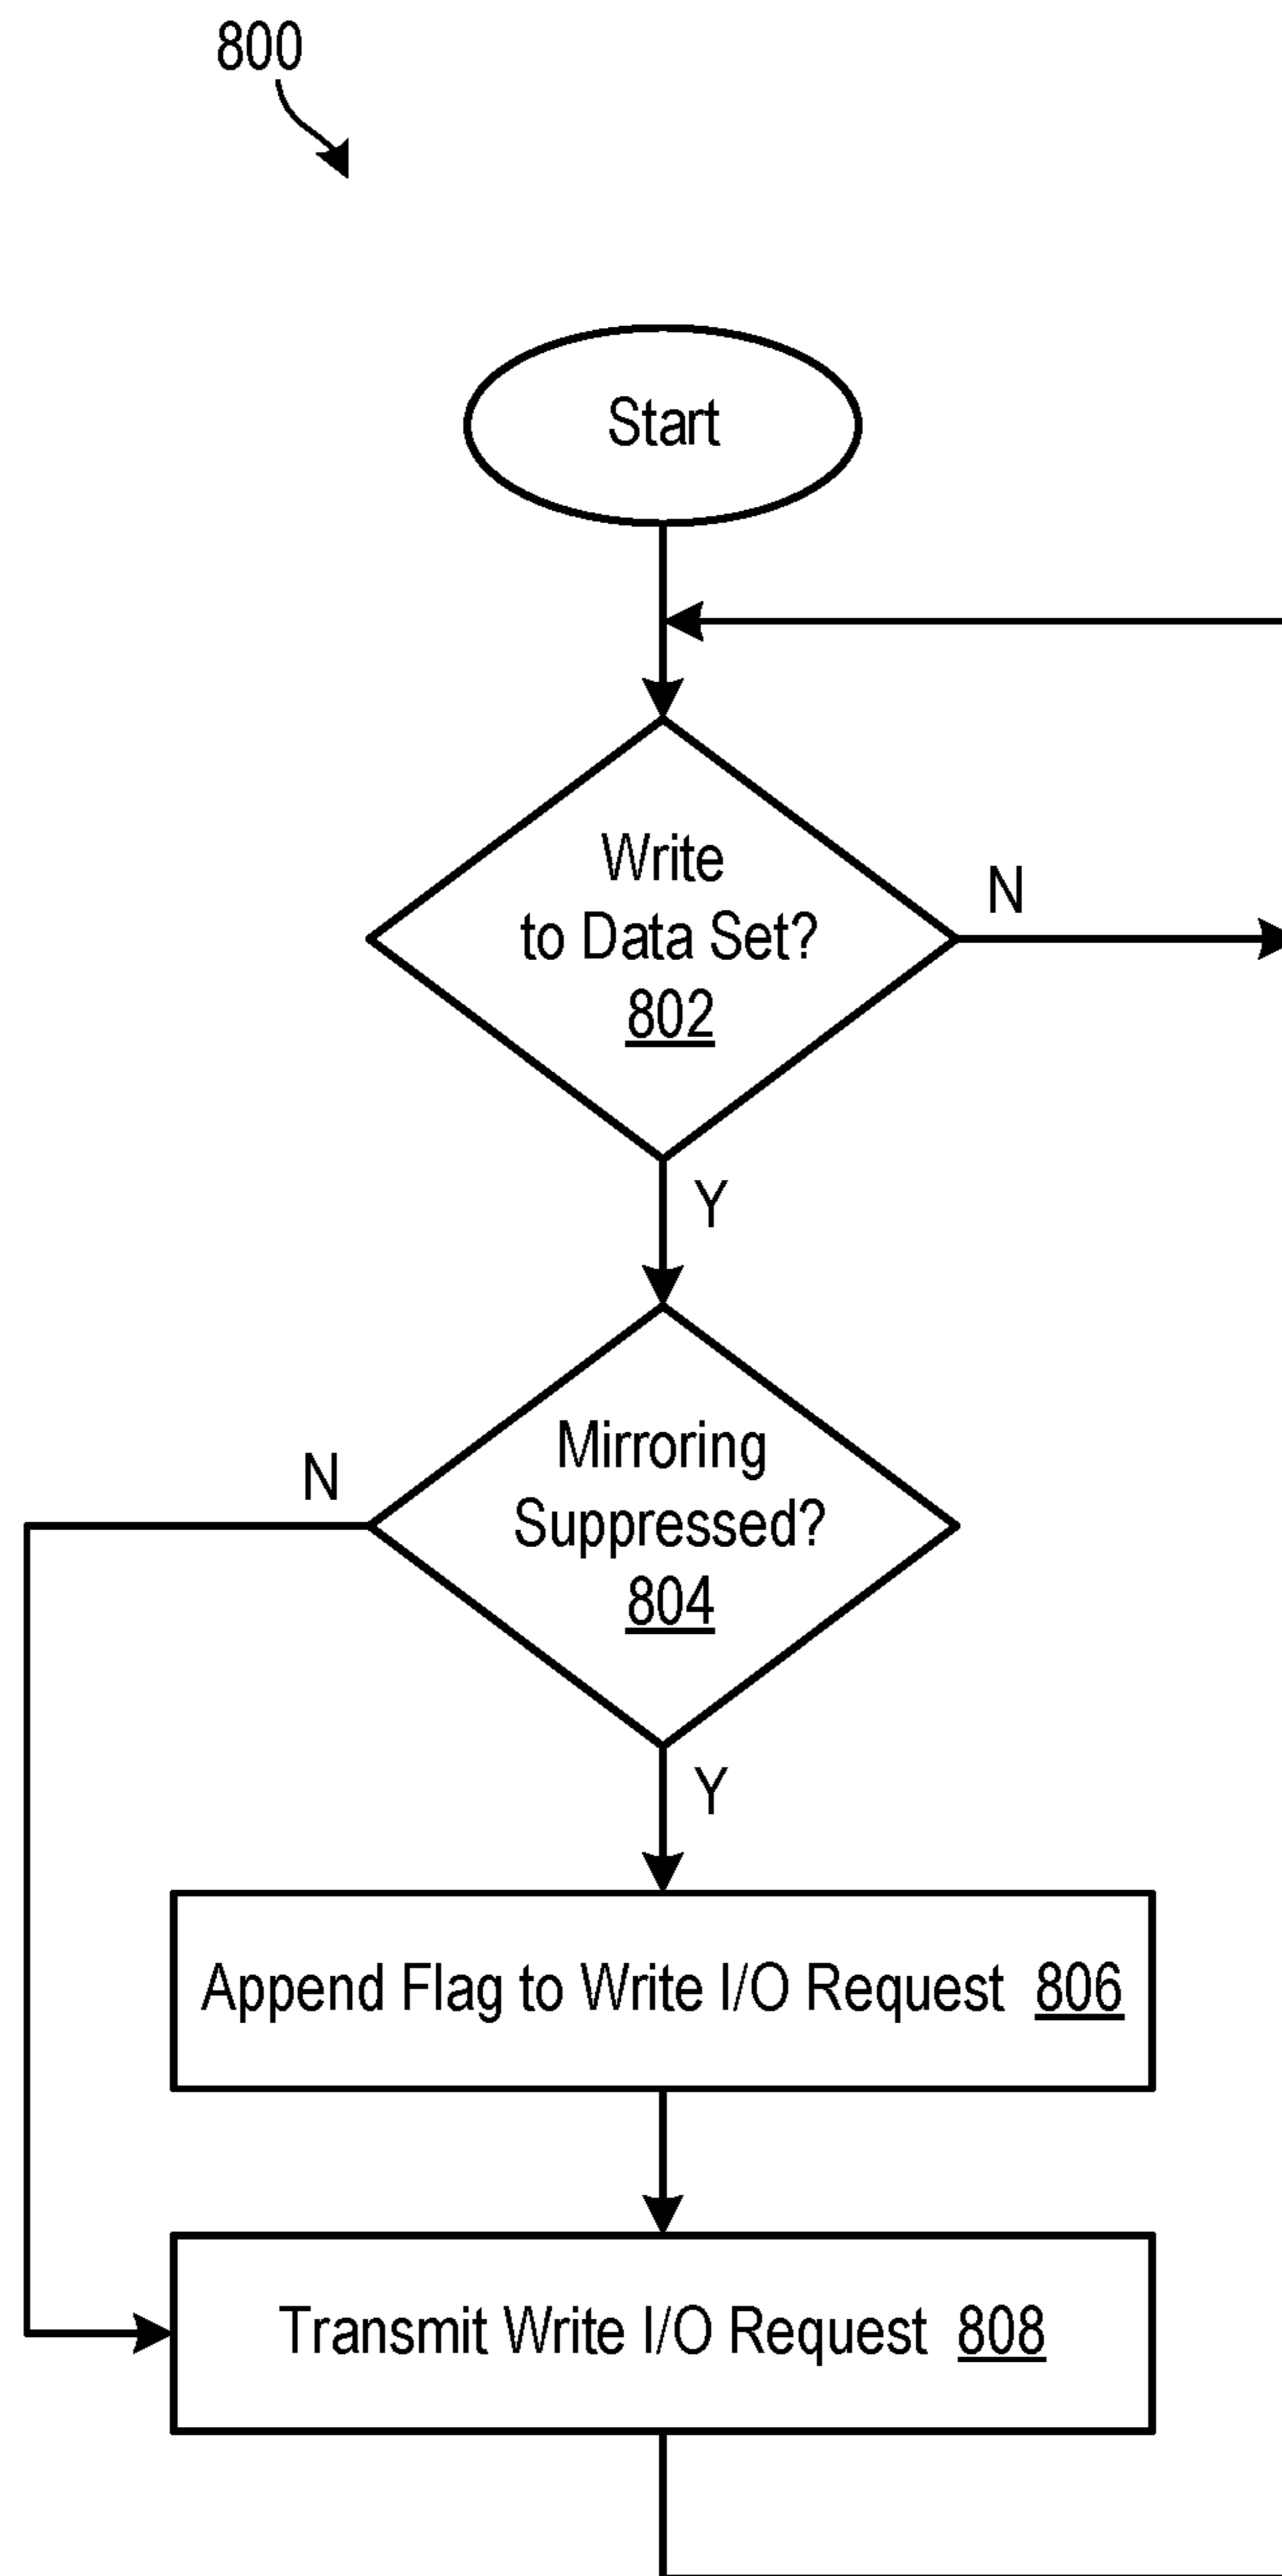 800
Start
Write
to Data Set?
802
N
Y
Mirroring
Suppressed?
804
N
Y
Append Flag to Write I/O Request 806
Transmit Write I/O Request 808